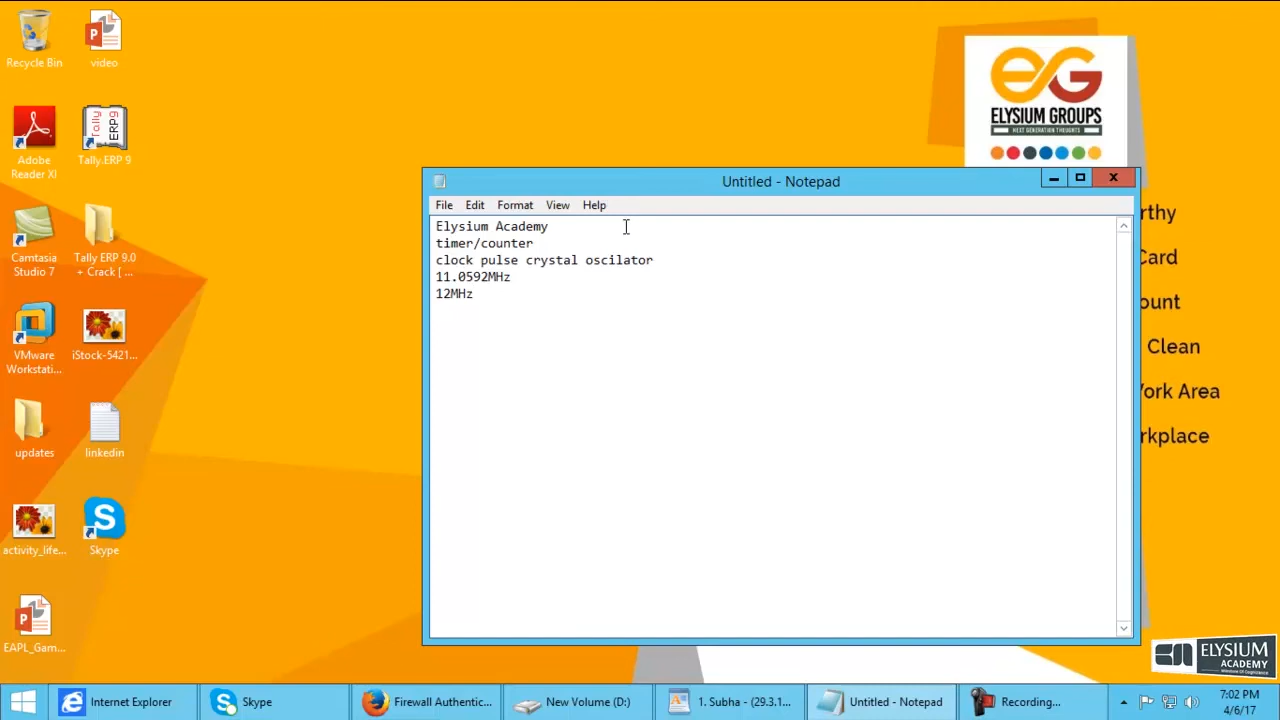 Recycle Bin
video
Adobe
Reader XI
Tally.ERP 9
Camtasia
Studio 7
Tally ERP 9.0
+ Crack [ ...
VMware
Workstati...
iStock-5421...
updates
linkedin
activity_life...
Skype
EAPL_Gam...
EG
ELYSIUM GROUPS
NEXT GENERATION THOUGHTS
Untitled - Notepad
File Edit Format View Help
Elysium Academy
timer/counter
clock pulse crystal oscilator
11.0592MHz
12MHz
rthy
Card
ount
Clean
Work Area
rkplace
ELYSIUM
ACADEMY
Internet Explorer
Skype
Firewall Authentic...
New Volume (D:)
1. Subha - (29.3.1...
Untitled - Notepad
Recording...
7:02 PM
4/6/17